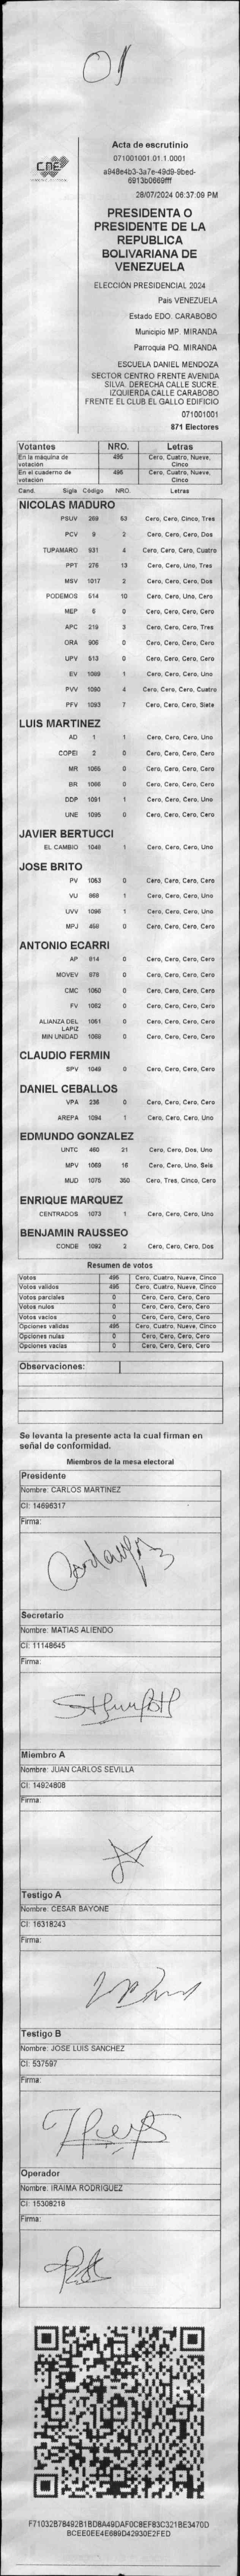 01
CNE
Acta de escrutinio
071001001.01.1.0001
a948e4b3-3a7e-49d9-9bed-
6913b0669fff
28/07/2024 06:37:09 PM
PRESIDENTA O
PRESIDENTE DE LA
REPUBLICA
BOLIVARIANA DE
VENEZUELA
ELECCIÓN PRESIDENCIAL 2024
Pais VENEZUELA
Estado EDO. CARABOBO
Municipio MP. MIRANDA
Parroquia PQ. MIRANDA
ESCUELA DANIEL MENDOZA
SECTOR CENTRO FRENTE AVENIDA
SILVA. DERECHA CALLE SUCRE.
IZQUIERDA CALLE CARABOBO
FRENTE EL CLUB EL GALLO EDIFICIO
071001001
871 Electores
Votantes NRO. Letras
En la máquina de votación 495 Cero, Cuatro, Nueve, Cinco
En el cuaderno de votación 495 Cero, Cuatro, Nueve, Cinco
Cand. Sigla Código NRO. Letras
NICOLAS MADURO
PSUV 269 53 Cero, Cero, Cinco, Tres
PCV 9 2 Cero, Cero, Cero, Dos
TUPAMARO 931 4 Cero, Cero, Cero, Cuatro
PPT 276 13 Cero, Cero, Uno, Tres
MSV 1017 2 Cero, Cero, Cero, Dos
PODEMOS 514 10 Cero, Cero, Uno, Cero
MEP 6 0 Cero, Cero, Cero, Cero
APC 219 3 Cero, Cero, Cero, Tres
ORA 906 0 Cero, Cero, Cero, Cero
UPV 513 0 Cero, Cero, Cero, Cero
EV 1089 1 Cero, Cero, Cero, Uno
PVV 1090 4 Cero, Cero, Cero, Cuatro
PFV 1093 7 Cero, Cero, Cero, Siete
LUIS MARTINEZ
AD 1 1 Cero, Cero, Cero, Uno
COPEI 2 0 Cero, Cero, Cero, Cero
MR 1065 0 Cero, Cero, Cero, Cero
BR 1066 0 Cero, Cero, Cero, Cero
DDP 1091 1 Cero, Cero, Cero, Uno
UNE 1095 0 Cero, Cero, Cero, Cero
JAVIER BERTUCCI
EL CAMBIO 1048 1 Cero, Cero, Cero, Uno
JOSE BRITO
PV 1063 0 Cero, Cero, Cero, Cero
VU 868 1 Cero, Cero, Cero, Uno
UVV 1096 1 Cero, Cero, Cero, Uno
MPJ 458 0 Cero, Cero, Cero, Cero
ANTONIO ECARRI
AP 814 0 Cero, Cero, Cero, Cero
MOVEV 878 0 Cero, Cero, Cero, Cero
CMC 1050 0 Cero, Cero, Cero, Cero
FV 1062 0 Cero, Cero, Cero, Cero
ALIANZA DEL LAPIZ 1061 0 Cero, Cero, Cero, Cero
MIN UNIDAD 1068 0 Cero, Cero, Cero, Cero
CLAUDIO FERMIN
SPV 1049 0 Cero, Cero, Cero, Cero
DANIEL CEBALLOS
VPA 236 0 Cero, Cero, Cero, Cero
AREPA 1094 1 Cero, Cero, Cero, Uno
EDMUNDO GONZALEZ
UNTC 460 21 Cero, Cero, Dos, Uno
MPV 1069 16 Cero, Cero, Uno, Seis
MUD 1075 350 Cero, Tres, Cinco, Cero
ENRIQUE MARQUEZ
CENTRADOS 1073 1 Cero, Cero, Cero, Uno
BENJAMIN RAUSSEO
CONDE 1092 2 Cero, Cero, Cero, Dos
Resumen de votos
Votos 495 Cero, Cuatro, Nueve, Cinco
Votos validos 495 Cero, Cuatro, Nueve, Cinco
Votos parciales 0 Cero, Cero, Cero, Cero
Votos nulos 0 Cero, Cero, Cero, Cero
Votos vacios 0 Cero, Cero, Cero, Cero
Opciones válidas 495 Cero, Cuatro, Nueve, Cinco
Opciones nulas 0 Cero, Cero, Cero, Cero
Opciones vacias 0 Cero, Cero, Cero, Cero
Observaciones:
Se levanta la presente acta la cual firman en
señal de conformidad.
Miembros de la mesa electoral
Presidente
Nombre: CARLOS MARTINEZ
CI: 14696317
Firma:
Secretario
Nombre: MATIAS ALIENDO
CI: 11148645
Firma:
Miembro A
Nombre: JUAN CARLOS SEVILLA
CI: 14924808
Firma:
Testigo A
Nombre: CESAR BAYONE
CI: 16318243
Firma:
Testigo B
Nombre: JOSE LUIS SANCHEZ
CI: 537597
Firma:
Operador
Nombre: IRAIMA RODRIGUEZ
CI: 15308218
Firma:
F71032B78492B1BD8A49DAF0C8EF83C321BE3470D
BCEE0EE4E689D42930E2FED